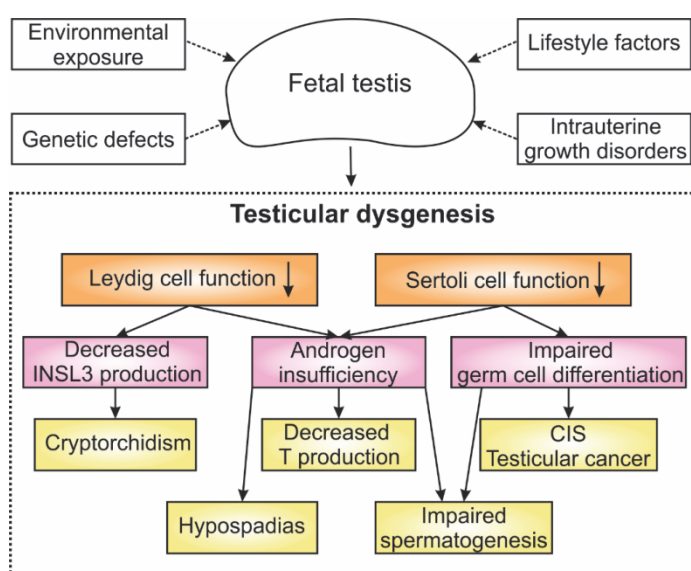 Environmental
exposure
Lifestyle factors
Fetal testis
Genetic defects
Intrauterine
growth disorders
Testicular dysgenesis
Leydig cell function
Sertoli cell function
Decreased
INSL3 production
Androgen
insufficiency
Impaired
germ cell differentiation
Cryptorchidism
Decreased
T production
CIS
Testicular cancer
Hypospadias
Impaired
spermatogenesis